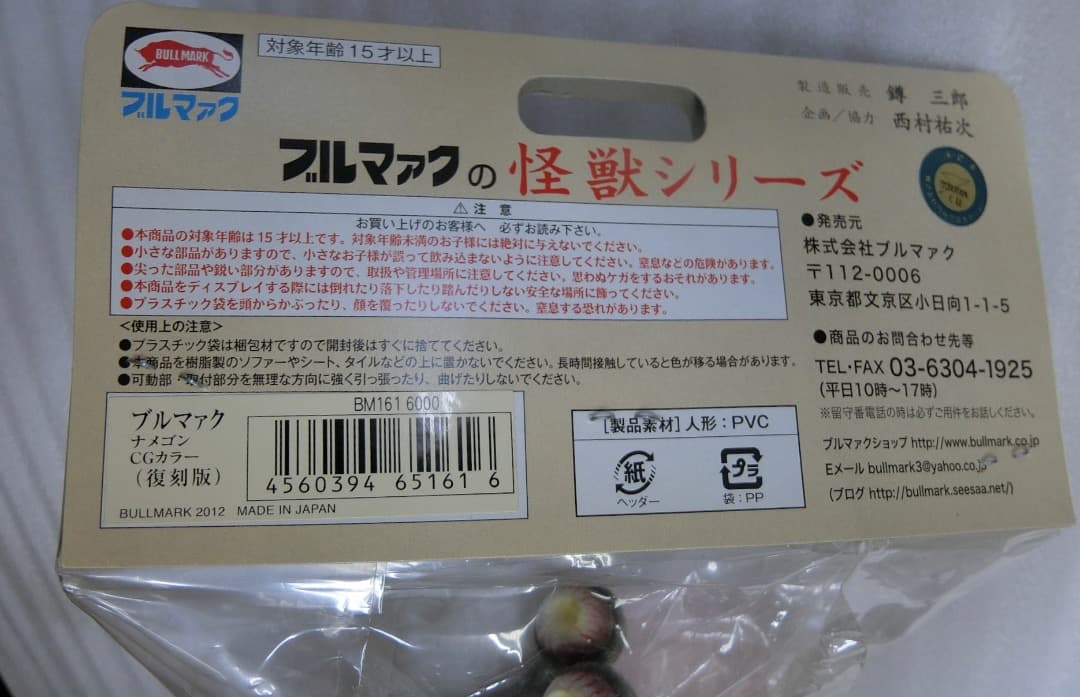 BULLMARK
ブルマァク
対象年齢15才以上
製造販売 鐏 三郎
企画/協力 西村祐次
ブルマァクの怪獣シリーズ
⚠注 意
お買い上げのお客様へ 必ずお読み下さい。
●本商品の対象年齢は15才以上です。対象年齢未満のお子様には絶対に与えないでください。
●小さな部品がありますので、小さなお子様が誤って飲み込まないように注意してください。窒息などの危険があります。
●尖った部品や鋭い部分がありますので、取扱や管理場所に注意してください。思わぬケガをするおそれがあります。
●本商品をディスプレイする際には倒れたり落下したり踏んだりしない安全な場所に飾ってください。
●プラスチック袋を頭からかぶったり、顔を覆ったりしないでください。窒息する恐れがあります。
<使用上の注意>
●プラスチック袋は梱包材ですので開封後はすぐに捨ててください。
●本商品を樹脂製のソファーやシート、タイルなどの上に置かないでください。長時間接触していると色が移る場合があります。
●可動部・取付部分を無理な方向に強く引っ張ったり、曲げたりしないでください。
ブルマァク
ナメゴン
CGカラー
(復刻版)
BM161 6000
4560394 65161 6
BULLMARK 2012 MADE IN JAPAN
[製品素材]人形:PVC
紙
ヘッダー
プラ
袋:PP
●発売元
株式会社ブルマァク
〒112-0006
東京都文京区小日向1-1-5
●商品のお問合わせ先等
TEL・FAX 03-6304-1925
(平日10時〜17時)
※留守番電話の時は必ずご用件をお話しください。
ブルマァクショップ http://www.bullmark.co.jp
Eメール bullmark3@yahoo.co.jp
(ブログ http://bullmark.seesaa.net/)